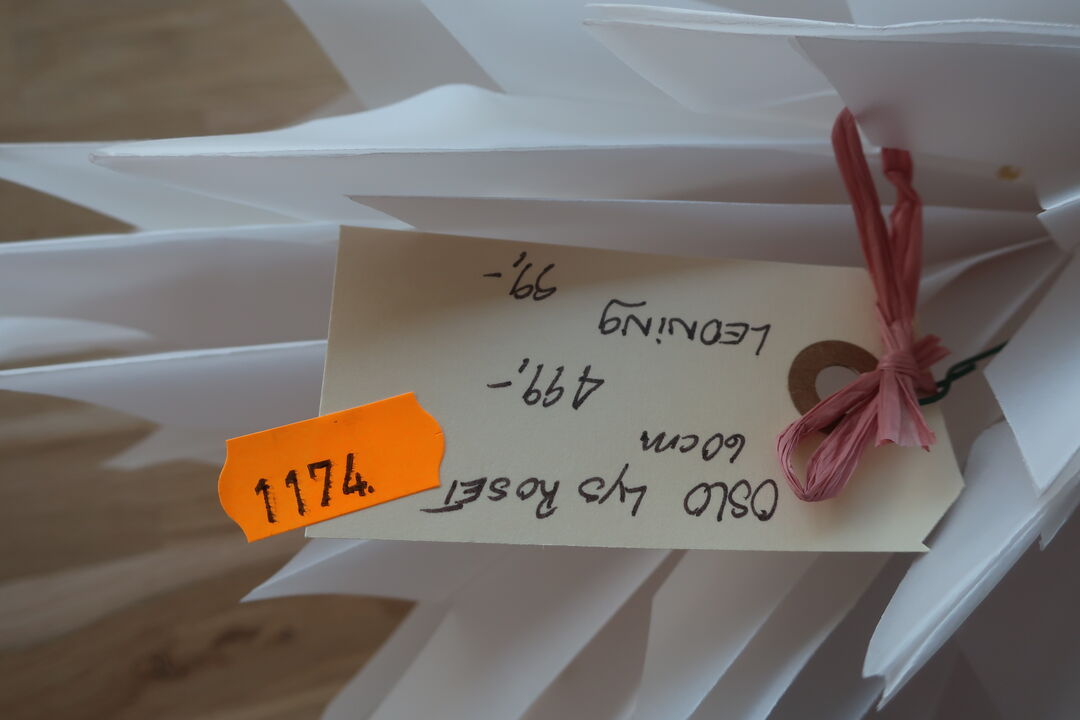 OSLO LYS ROSET
60cm
499,-
LEDNiNg
99,-
1174.